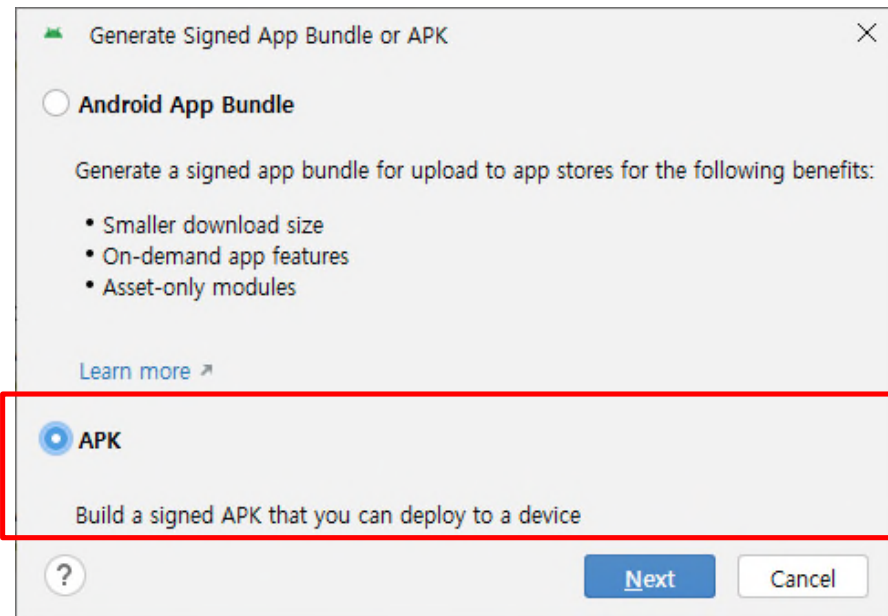 Generate Signed App Bundle or APK
Android App Bundle
Generate a signed app bundle for upload to app stores for the following benefits:
• Smaller download size
• On-demand app features
• Asset-only modules
Learn more ↗
APK
Build a signed APK that you can deploy to a device
?
Next
Cancel